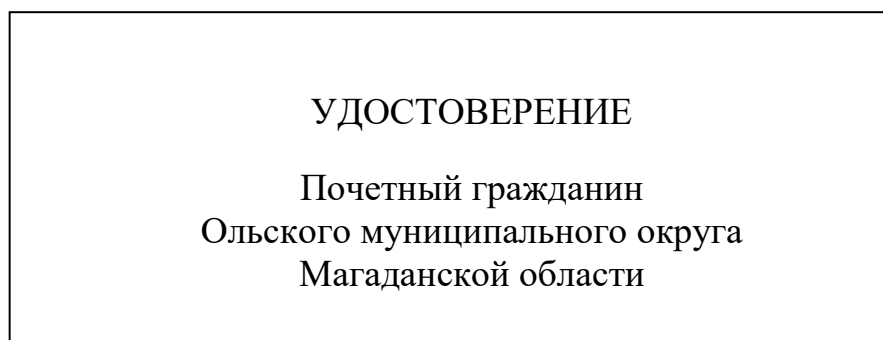 УДОСТОВЕРЕНИЕ
Почетный гражданин
Ольского муниципального округа
Магаданской области